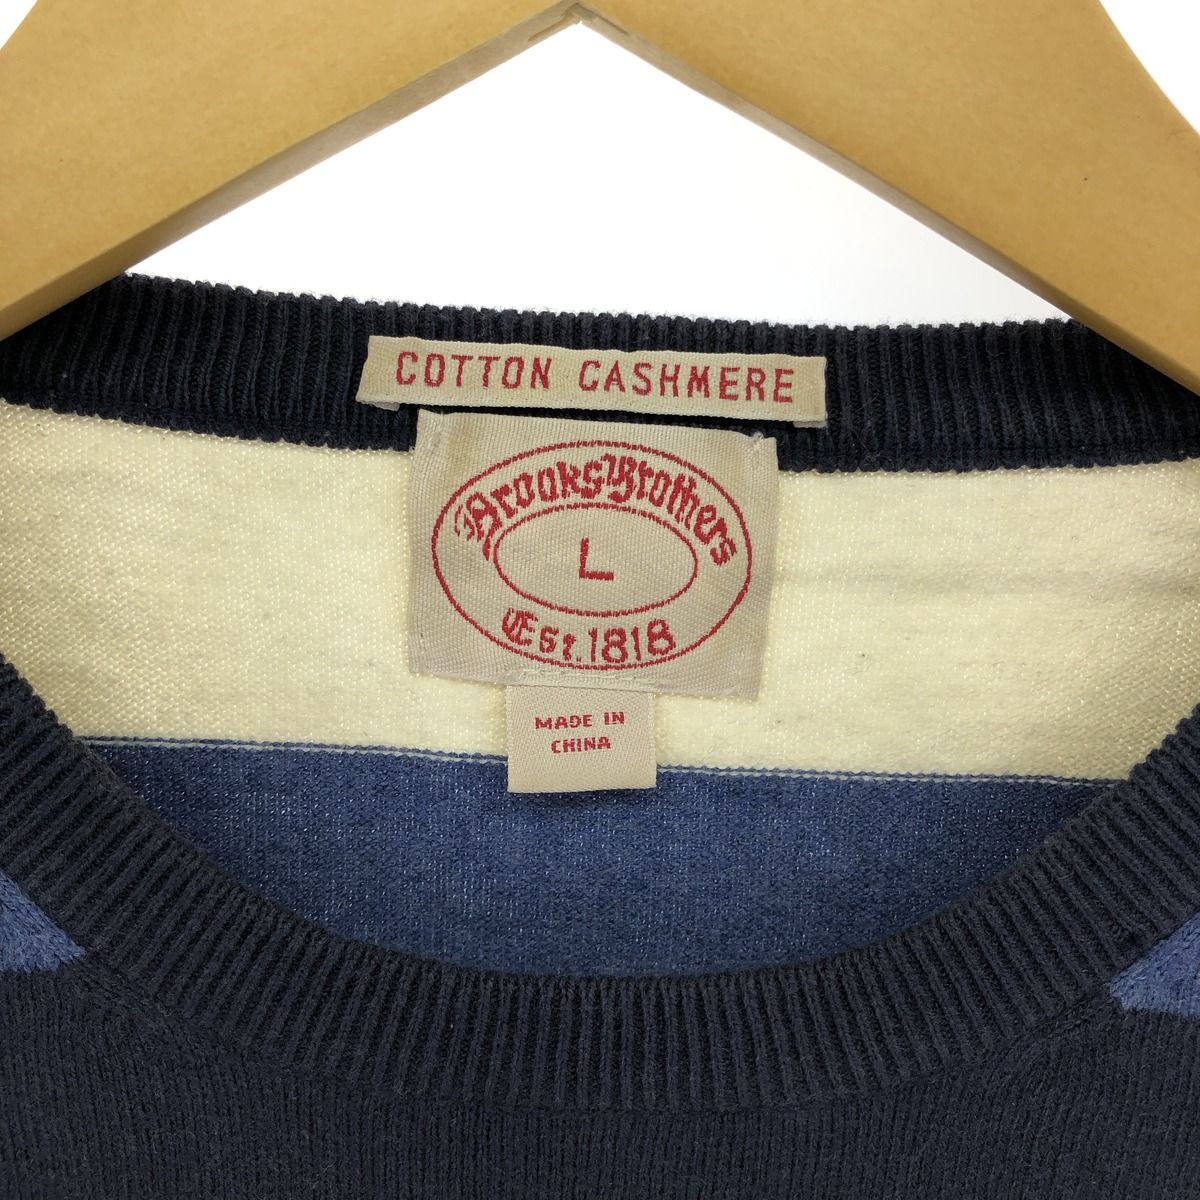 COTTON CASHMERE
Brooks Brothers
L
Est. 1818
MADE IN
CHINA